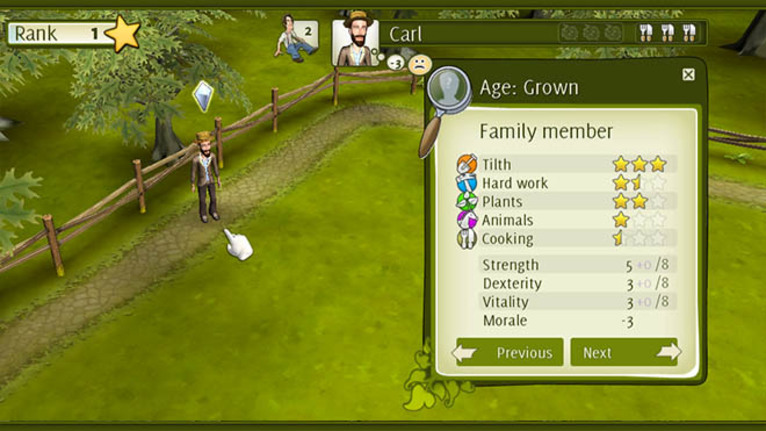 Rank 1
2
Carl
-3
Age: Grown
Family member
Tilth
Hard work
Plants
Animals
Cooking
Strength 5 +0 /8
Dexterity 3 +0 /8
Vitality 3 +0 /8
Morale -3
Previous Next